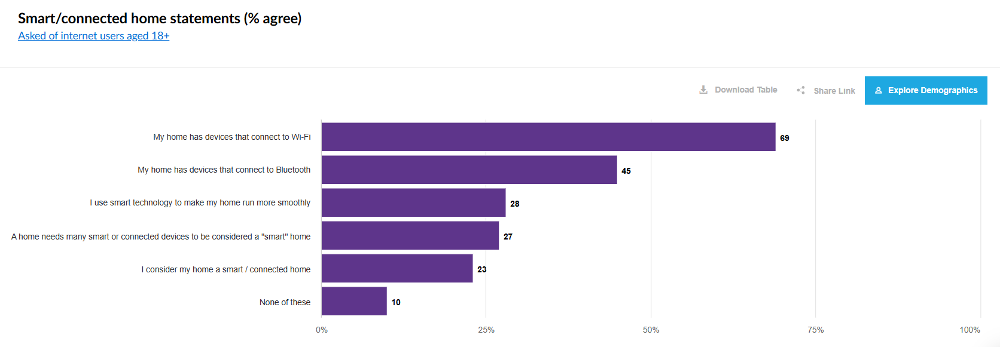 Smart/connected home statements (% agree)
Asked of internet users aged 18+
Download Table
Share Link
Explore Demographics
My home has devices that connect to Wi-Fi
69
My home has devices that connect to Bluetooth
45
I use smart technology to make my home run more smoothly
28
A home needs many smart or connected devices to be considered a "smart" home
27
I consider my home a smart / connected home
23
None of these
10
0%
25%
50%
75%
100%